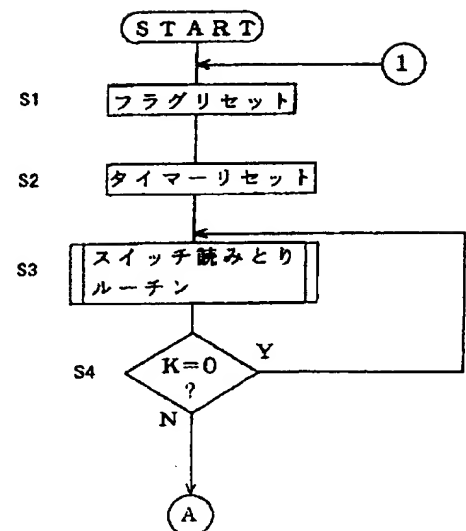 START
1
S1
フラグリセット
S2
タイマーリセット
S3
スイッチ読みとり
ルーチン
S4
K=0
?
Y
N
A